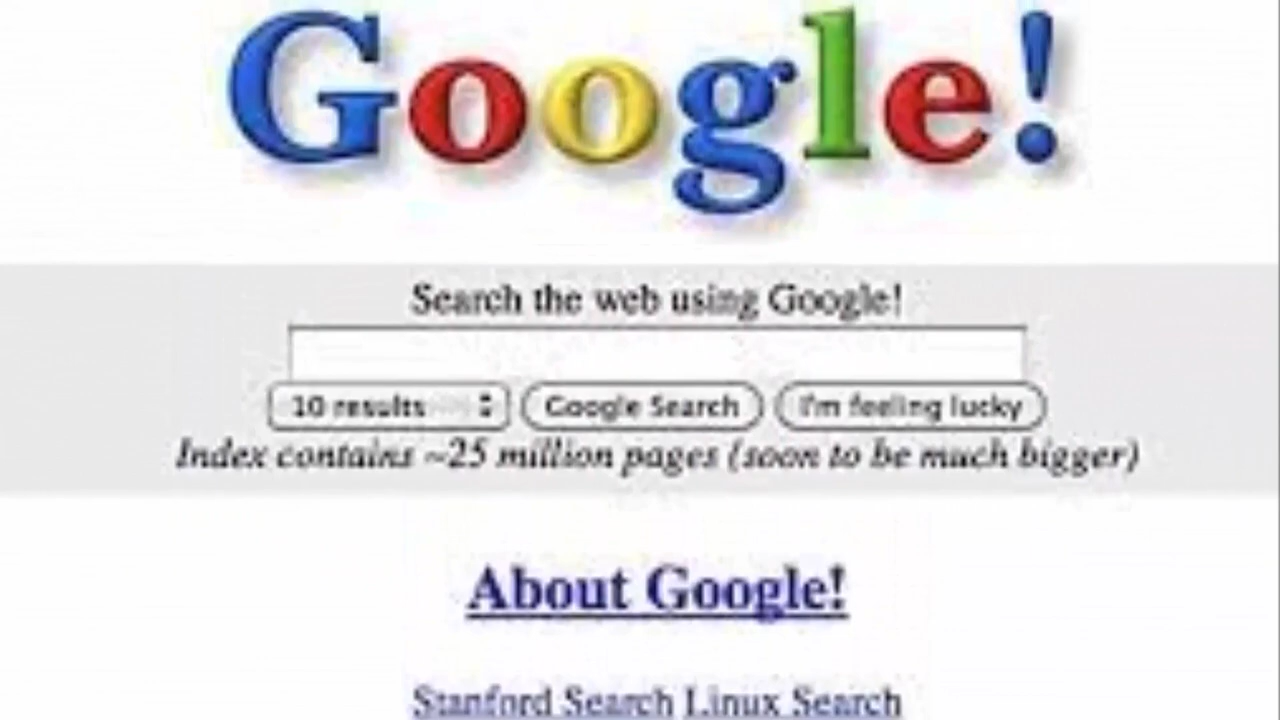 Google!
Search the web using Google!
10 results Google Search I'm feeling lucky
Index contains ~25 million pages (soon to be much bigger)
About Google!
Stanford Search Linux Search